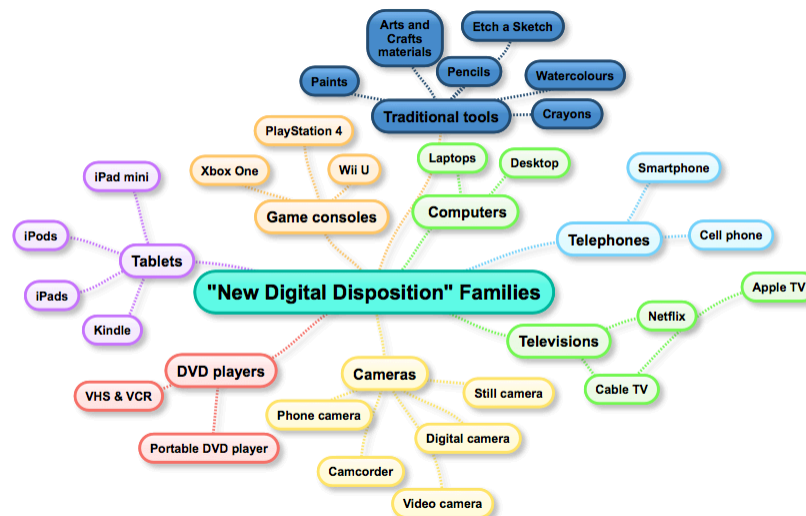 Arts and
Crafts
materials
Etch a Sketch
Pencils
Paints
Watercolours
Traditional tools
Crayons
PlayStation 4
Laptops
Desktop
Smartphone
Xbox One
Wii U
iPad mini
Game consoles
Computers
iPods
Telephones
Cell phone
Tablets
iPads
"New Digital Disposition" Families
Apple TV
Netflix
Kindle
Televisions
DVD players
Cameras
Cable TV
VHS & VCR
Still camera
Phone camera
Digital camera
Portable DVD player
Camcorder
Video camera